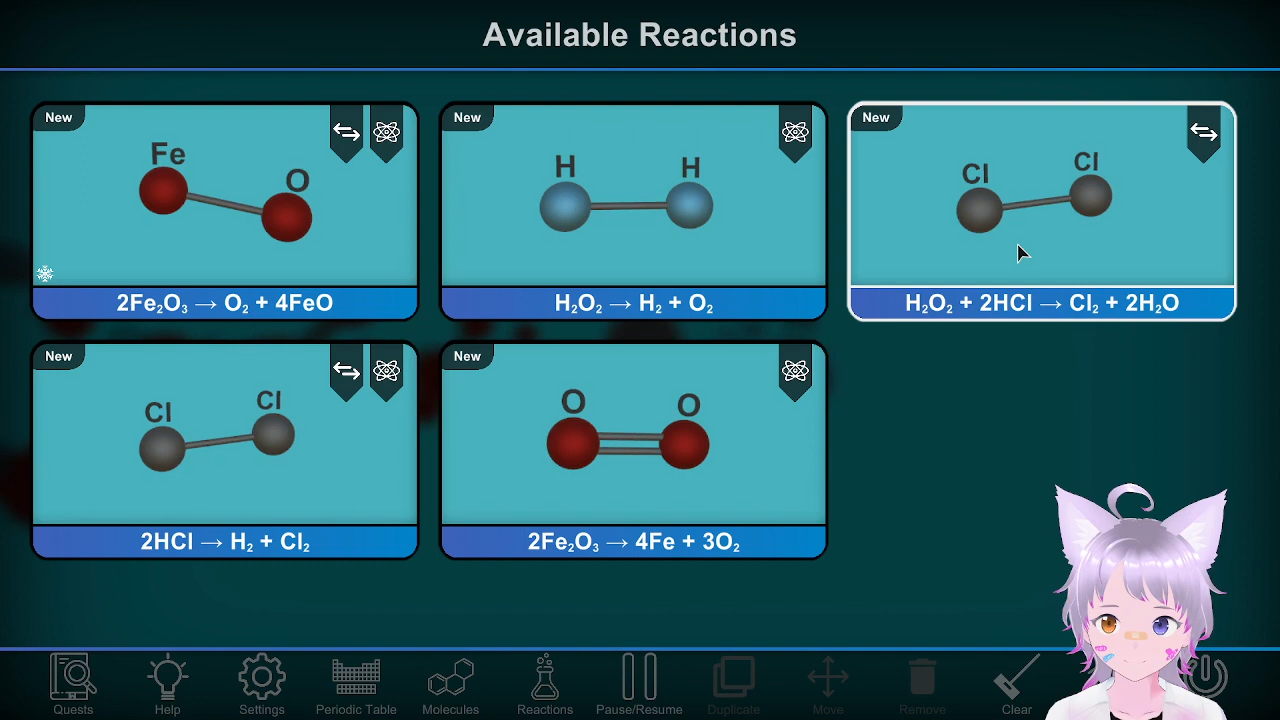 Available Reactions
New
Fe
O
2Fe₂O₃ → O₂ + 4FeO
New
H
H
H₂O₂ → H₂ + O₂
New
Cl
Cl
H₂O₂ + 2HCl → Cl₂ + 2H₂O
New
Cl
Cl
2HCl → H₂ + Cl₂
New
O
O
2Fe₂O₃ → 4Fe + 3O₂
Quests
Help
Settings
Periodic Table
Molecules
Reactions
Pause/Resume
Duplicate
Move
Remove
Clear